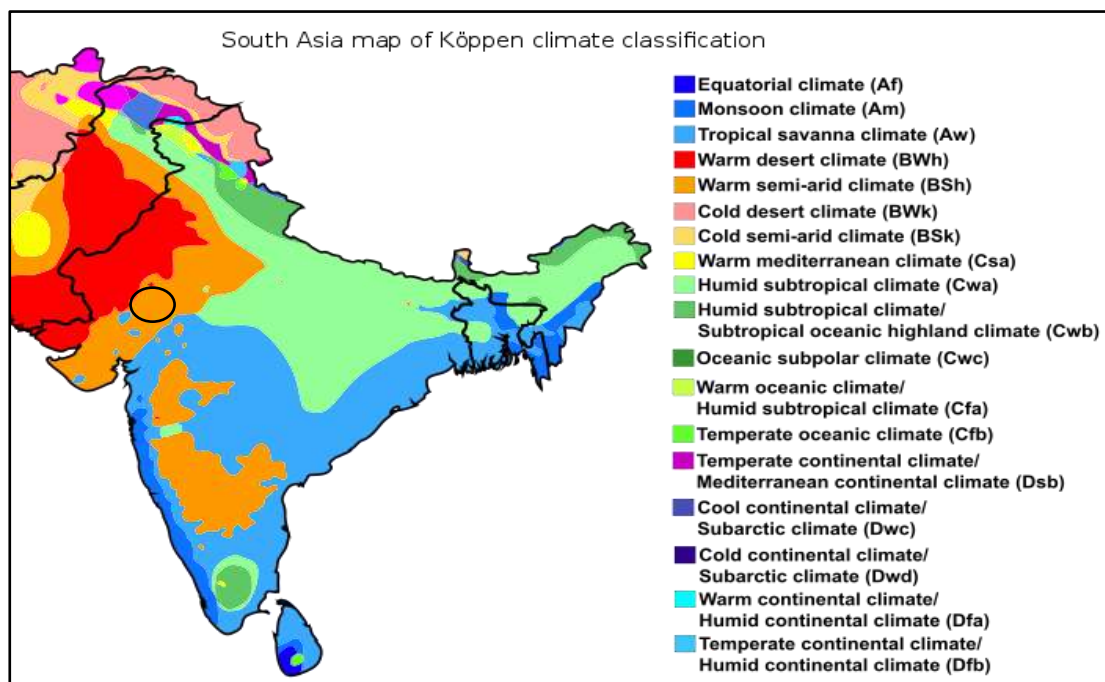 South Asia map of Köppen climate classification
Equatorial climate (Af)
Monsoon climate (Am)
Tropical savanna climate (Aw)
Warm desert climate (BWh)
Warm semi-arid climate (BSh)
Cold desert climate (BWk)
Cold semi-arid climate (BSk)
Warm mediterranean climate (Csa)
Humid subtropical climate (Cwa)
Humid subtropical climate/
Subtropical oceanic highland climate (Cwb)
Oceanic subpolar climate (Cwc)
Warm oceanic climate/
Humid subtropical climate (Cfa)
Temperate oceanic climate (Cfb)
Temperate continental climate/
Mediterranean continental climate (Dsb)
Cool continental climate/
Subarctic climate (Dwc)
Cold continental climate/
Subarctic climate (Dwd)
Warm continental climate/
Humid continental climate (Dfa)
Temperate continental climate/
Humid continental climate (Dfb)